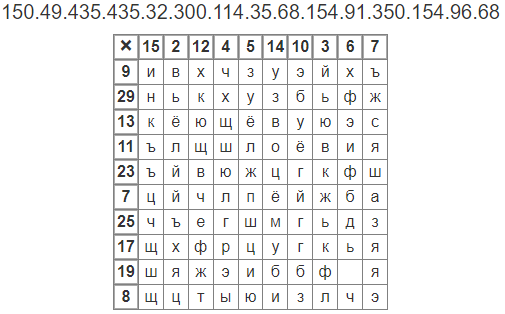 150.49.435.435.32.300.114.35.68.154.91.350.154.96.68
× 15 2 12 4 5 14 10 3 6 7
9 и в х ч з у э й х ъ
29 н ь к х у з б ь ф ж
13 к ё ю щ ё в у ю э с
11 ъ л щ ш л о ё в и я
23 ъ й в ю ж ц г к ф ш
7 ц й ч л п ё й ж б а
25 ч ъ е г ш м г ь д з
17 щ х ф р ц у г к ь я
19 ш я ж э и б б ф я
8 щ ц т ы ю и з л ч э